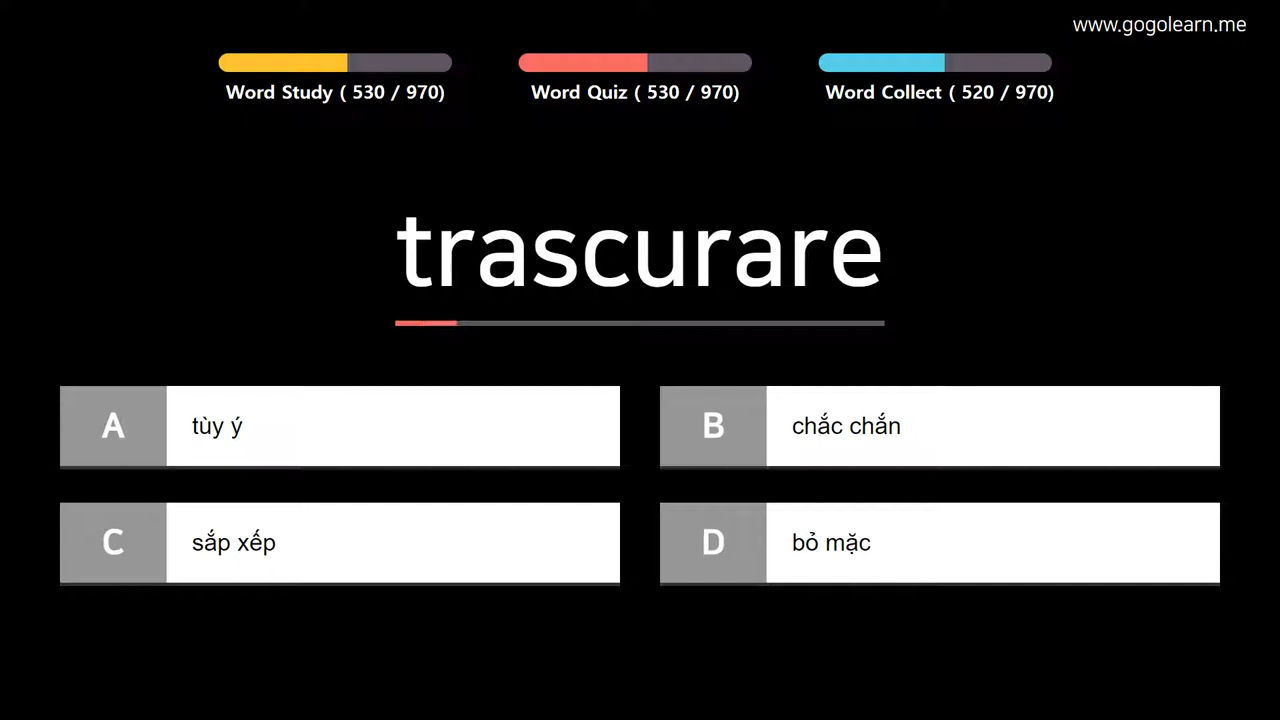 www.gogolearn.me
Word Study ( 530 / 970)
Word Quiz ( 530 / 970)
Word Collect ( 520 / 970)
trascurare
A
tùy ý
B
chắc chắn
C
sắp xếp
D
bỏ mặc